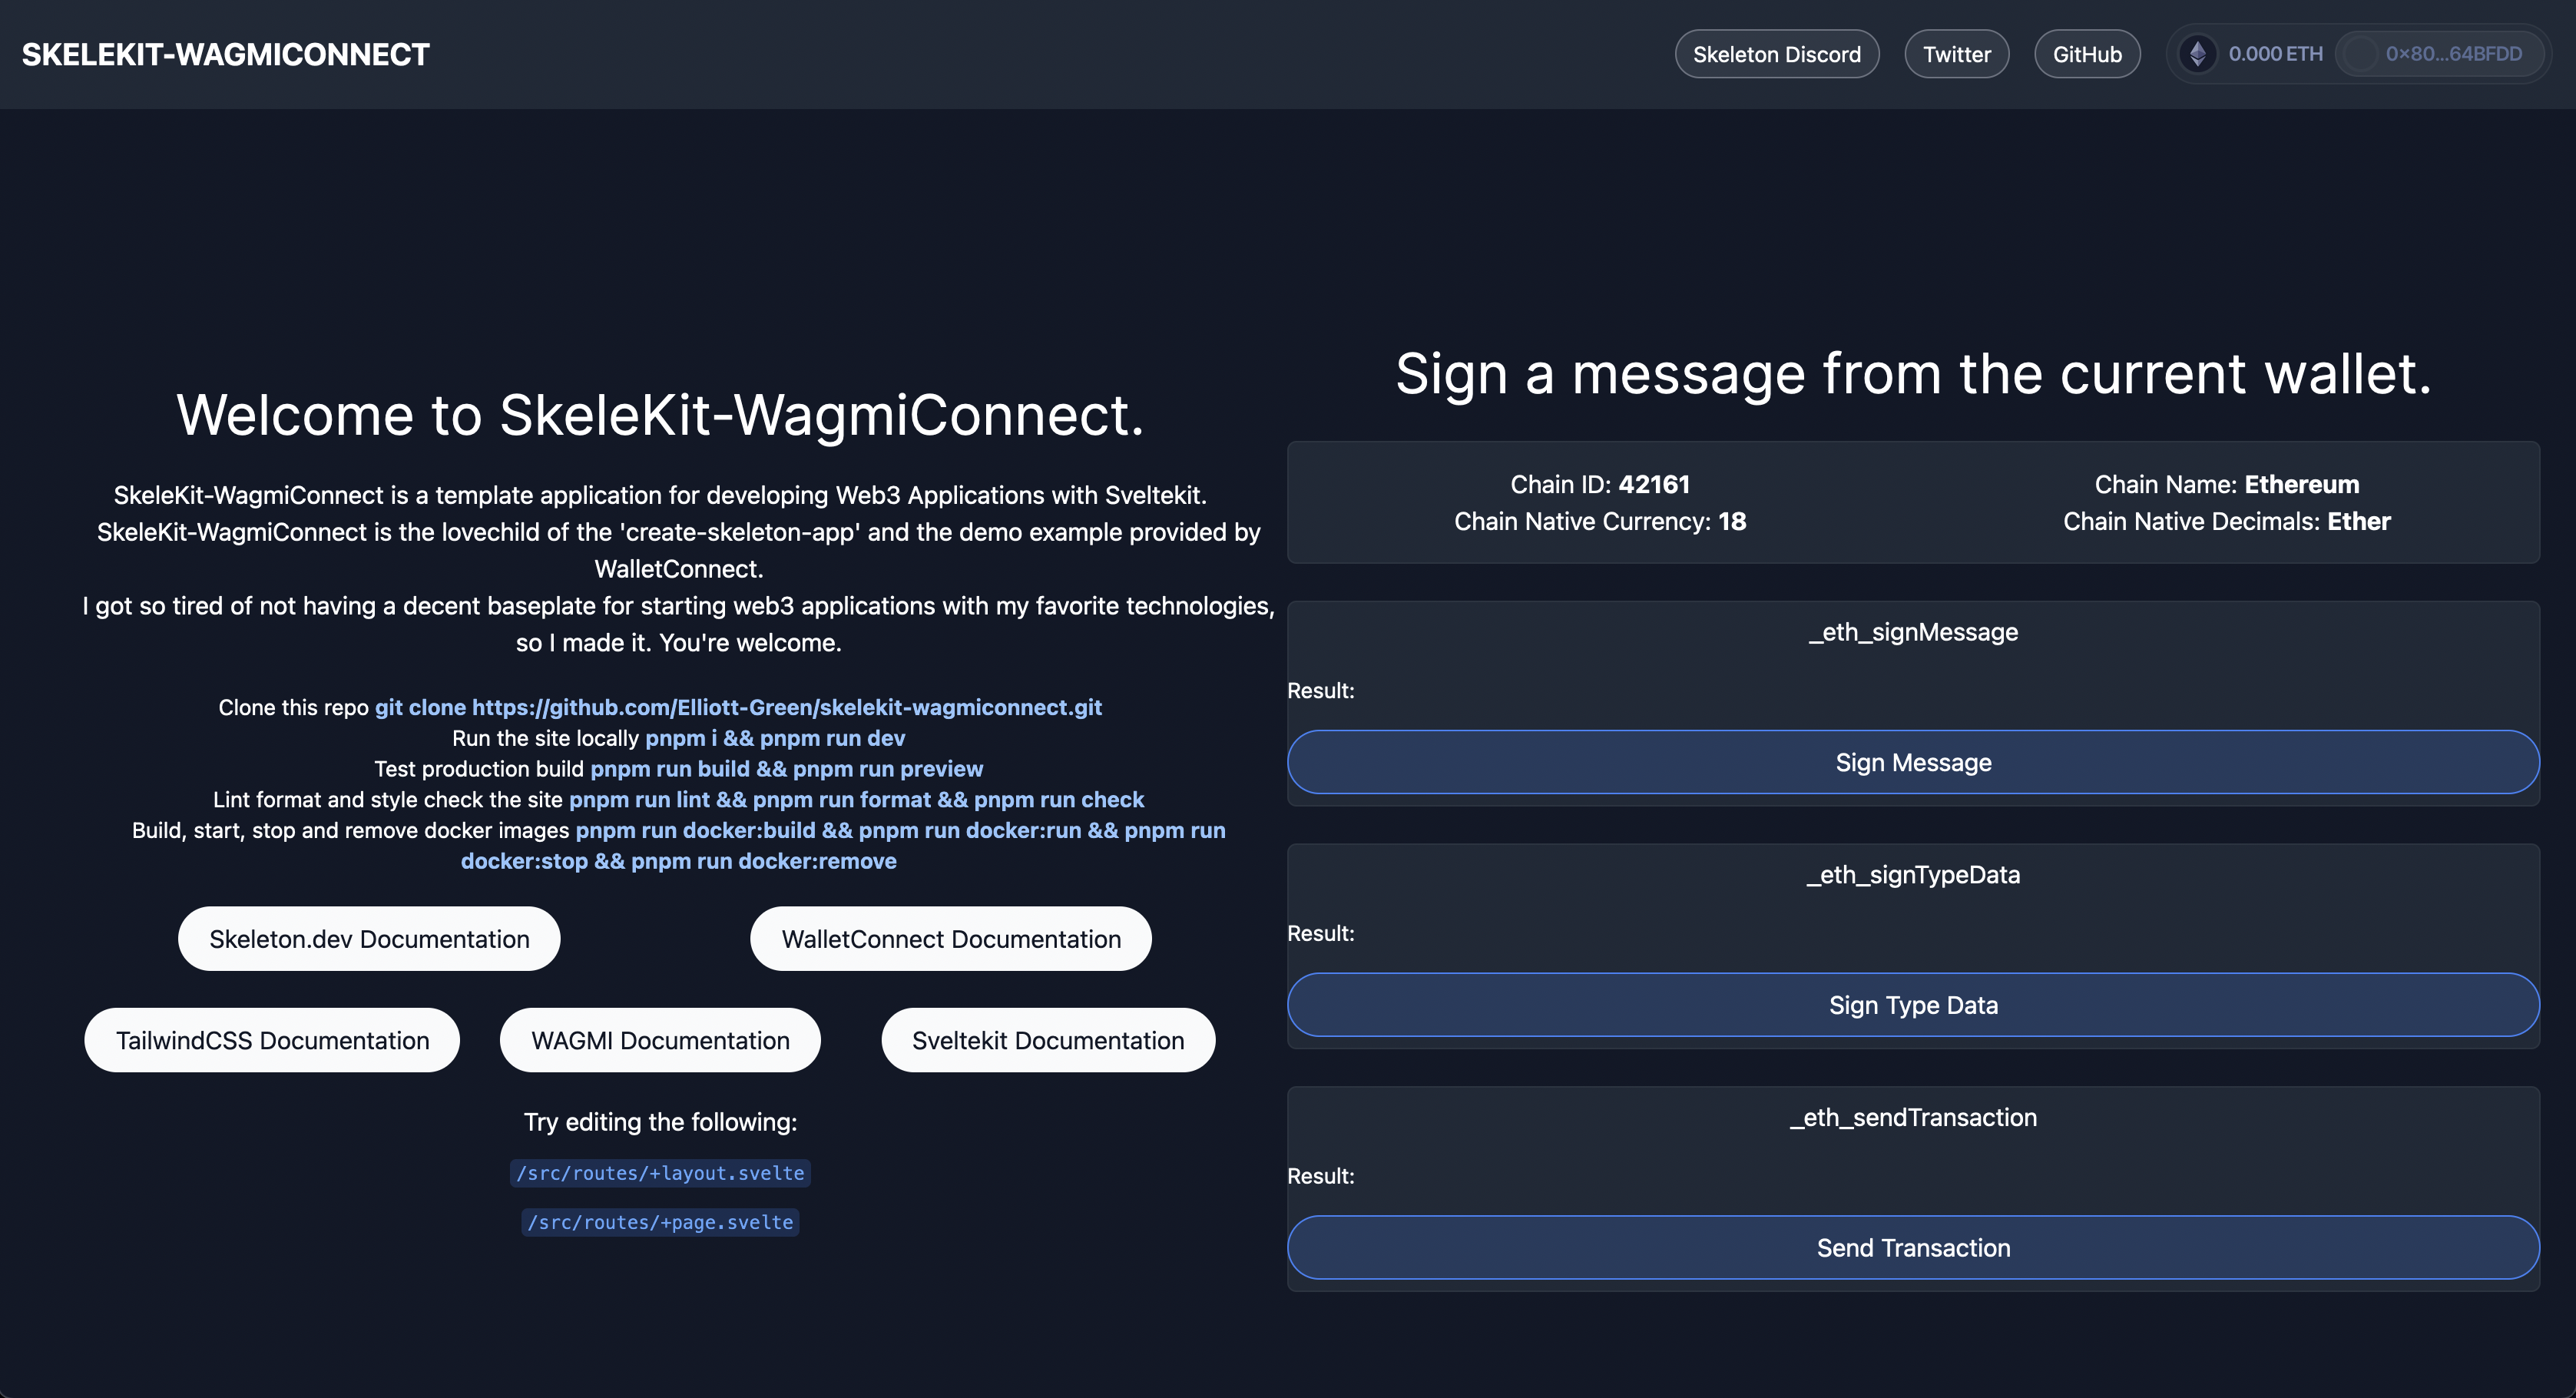 SKELEKIT-WAGMICONNECT
Skeleton Discord
Twitter
GitHub
0.000 ETH
0×80...64BFDD
Welcome to SkeleKit-WagmiConnect.
SkeleKit-WagmiConnect is a template application for developing Web3 Applications with Sveltekit.
SkeleKit-WagmiConnect is the lovechild of the 'create-skeleton-app' and the demo example provided by
WalletConnect.
I got so tired of not having a decent baseplate for starting web3 applications with my favorite technologies,
so I made it. You're welcome.
Clone this repo git clone https://github.com/Elliott-Green/skelekit-wagmiconnect.git
Run the site locally pnpm i && pnpm run dev
Test production build pnpm run build && pnpm run preview
Lint format and style check the site pnpm run lint && pnpm run format && pnpm run check
Build, start, stop and remove docker images pnpm run docker:build && pnpm run docker:run && pnpm run
docker:stop && pnpm run docker:remove
Skeleton.dev Documentation
WalletConnect Documentation
TailwindCSS Documentation
WAGMI Documentation
Sveltekit Documentation
Try editing the following:
/src/routes/+layout.svelte
/src/routes/+page.svelte
Sign a message from the current wallet.
Chain ID: 42161
Chain Name: Ethereum
Chain Native Currency: 18
Chain Native Decimals: Ether
_eth_signMessage
Result:
Sign Message
_eth_signTypeData
Result:
Sign Type Data
_eth_sendTransaction
Result:
Send Transaction